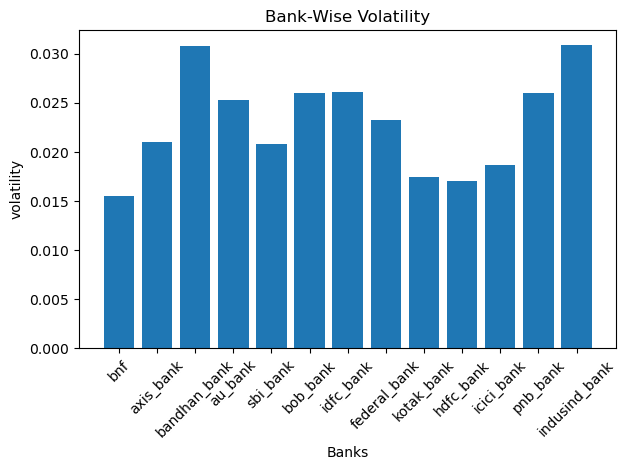 Bank-Wise Volatility
volatility
0.030
0.025
0.020
0.015
0.010
0.005
0.000
bnf
axis_bank
bandhan_bank
au_bank
sbi_bank
bob_bank
idfc_bank
federal_bank
kotak_bank
hdfc_bank
icici_bank
pnb_bank
indusind_bank
Banks